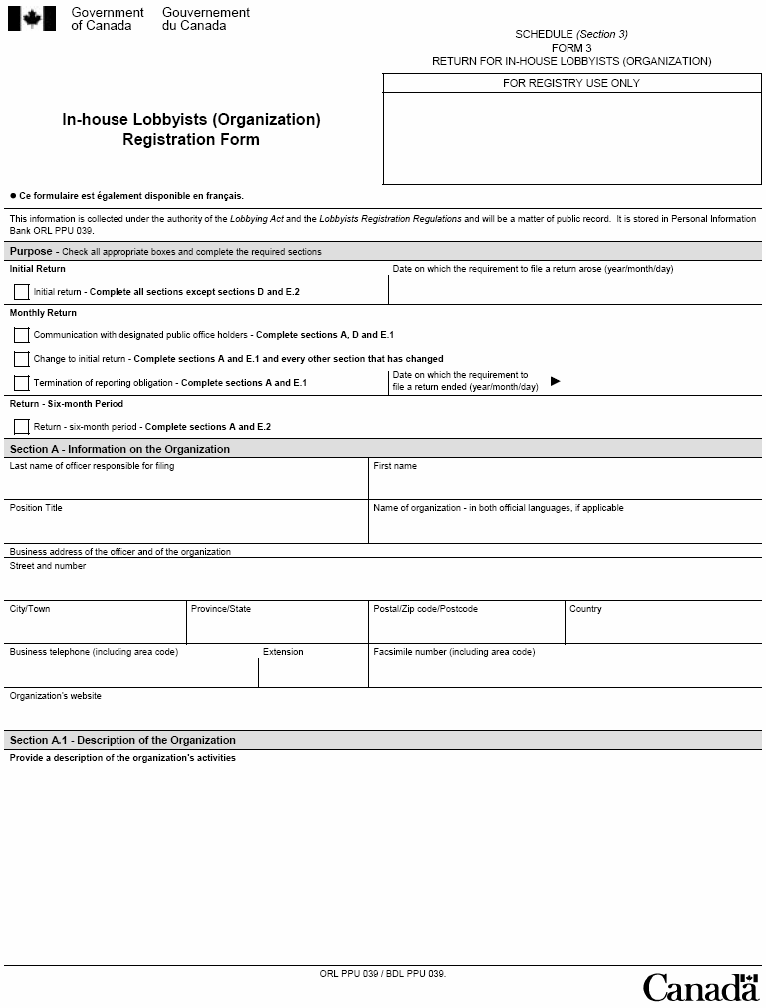 Government of Canada
Gouvernement du Canada
SCHEDULE (Section 3)
FORM 3
RETURN FOR IN-HOUSE LOBBYISTS (ORGANIZATION)
FOR REGISTRY USE ONLY
In-house Lobbyists (Organization)
Registration Form
● Ce formulaire est également disponible en français.
This information is collected under the authority of the Lobbying Act and the Lobbyists Registration Regulations and will be a matter of public record. It is stored in Personal Information
Bank ORL PPU 039.
Purpose - Check all appropriate boxes and complete the required sections
Initial Return
Date on which the requirement to file a return arose (year/month/day)
Initial return - Complete all sections except sections D and E.2
Monthly Return
Communication with designated public office holders - Complete sections A, D and E.1
Change to initial return - Complete sections A and E.1 and every other section that has changed
Termination of reporting obligation - Complete sections A and E.1
Date on which the requirement to
file a return ended (year/month/day) ►
Return - Six-month Period
Return - six-month period - Complete sections A and E.2
Section A - Information on the Organization
Last name of officer responsible for filing
First name
Position Title
Name of organization - in both official languages, if applicable
Business address of the officer and of the organization
Street and number
City/Town
Province/State
Postal/Zip code/Postcode
Country
Business telephone (including area code)
Extension
Facsimile number (including area code)
Organization's website
Section A.1 - Description of the Organization
Provide a description of the organization's activities
ORL PPU 039 / BDL PPU 039.
Canada